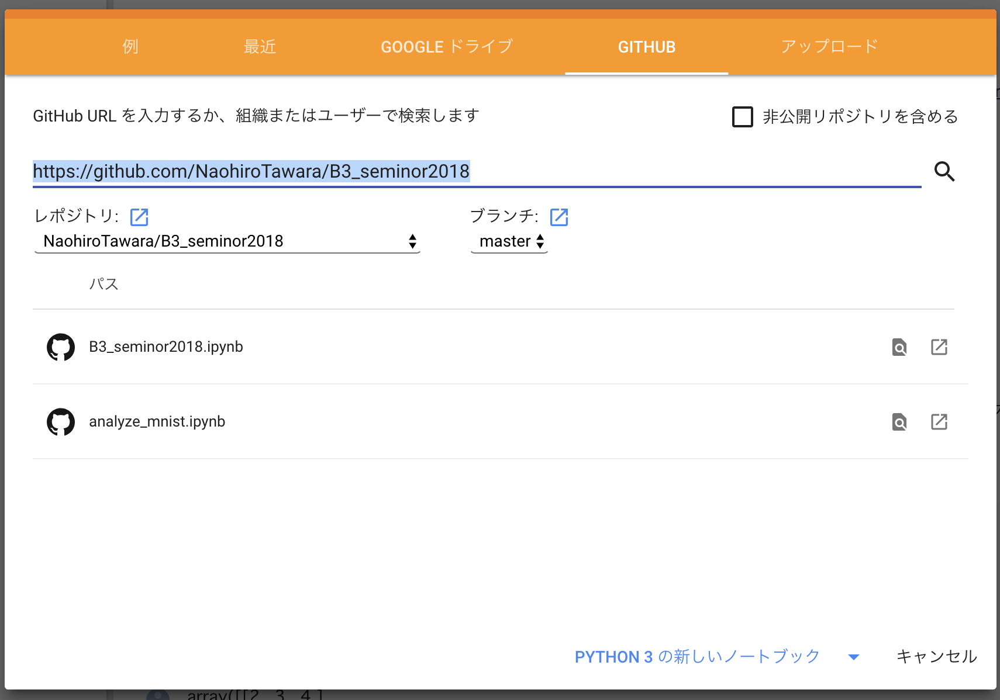 例 最近 GOOGLE ドライブ GITHUB アップロード
GitHub URL を入力するか、組織またはユーザーで検索します 非公開リポジトリを含める
https://github.com/NaohiroTawara/B3_seminor2018
レポジトリ: ブランチ:
NaohiroTawara/B3_seminor2018 master
パス
B3_seminor2018.ipynb
analyze_mnist.ipynb
PYTHON 3 の新しいノートブック キャンセル
array([[2, 3, 4]